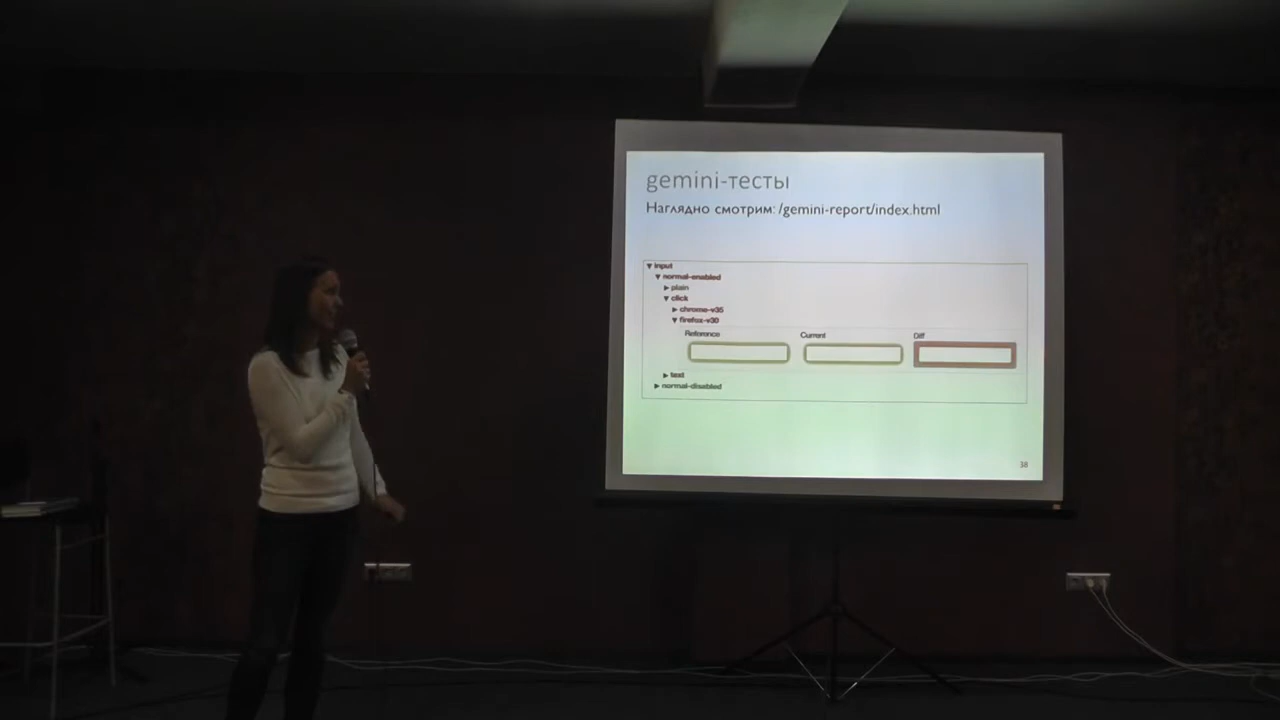 gemini-тесты
Наглядно смотрим: /gemini-report/index.html
▼ input
▼ normal-enabled
▶ plain
▼ click
▶ chrome-v35
▼ firefox-v30
Reference Current Diff
▶ text
▶ normal-disabled
38